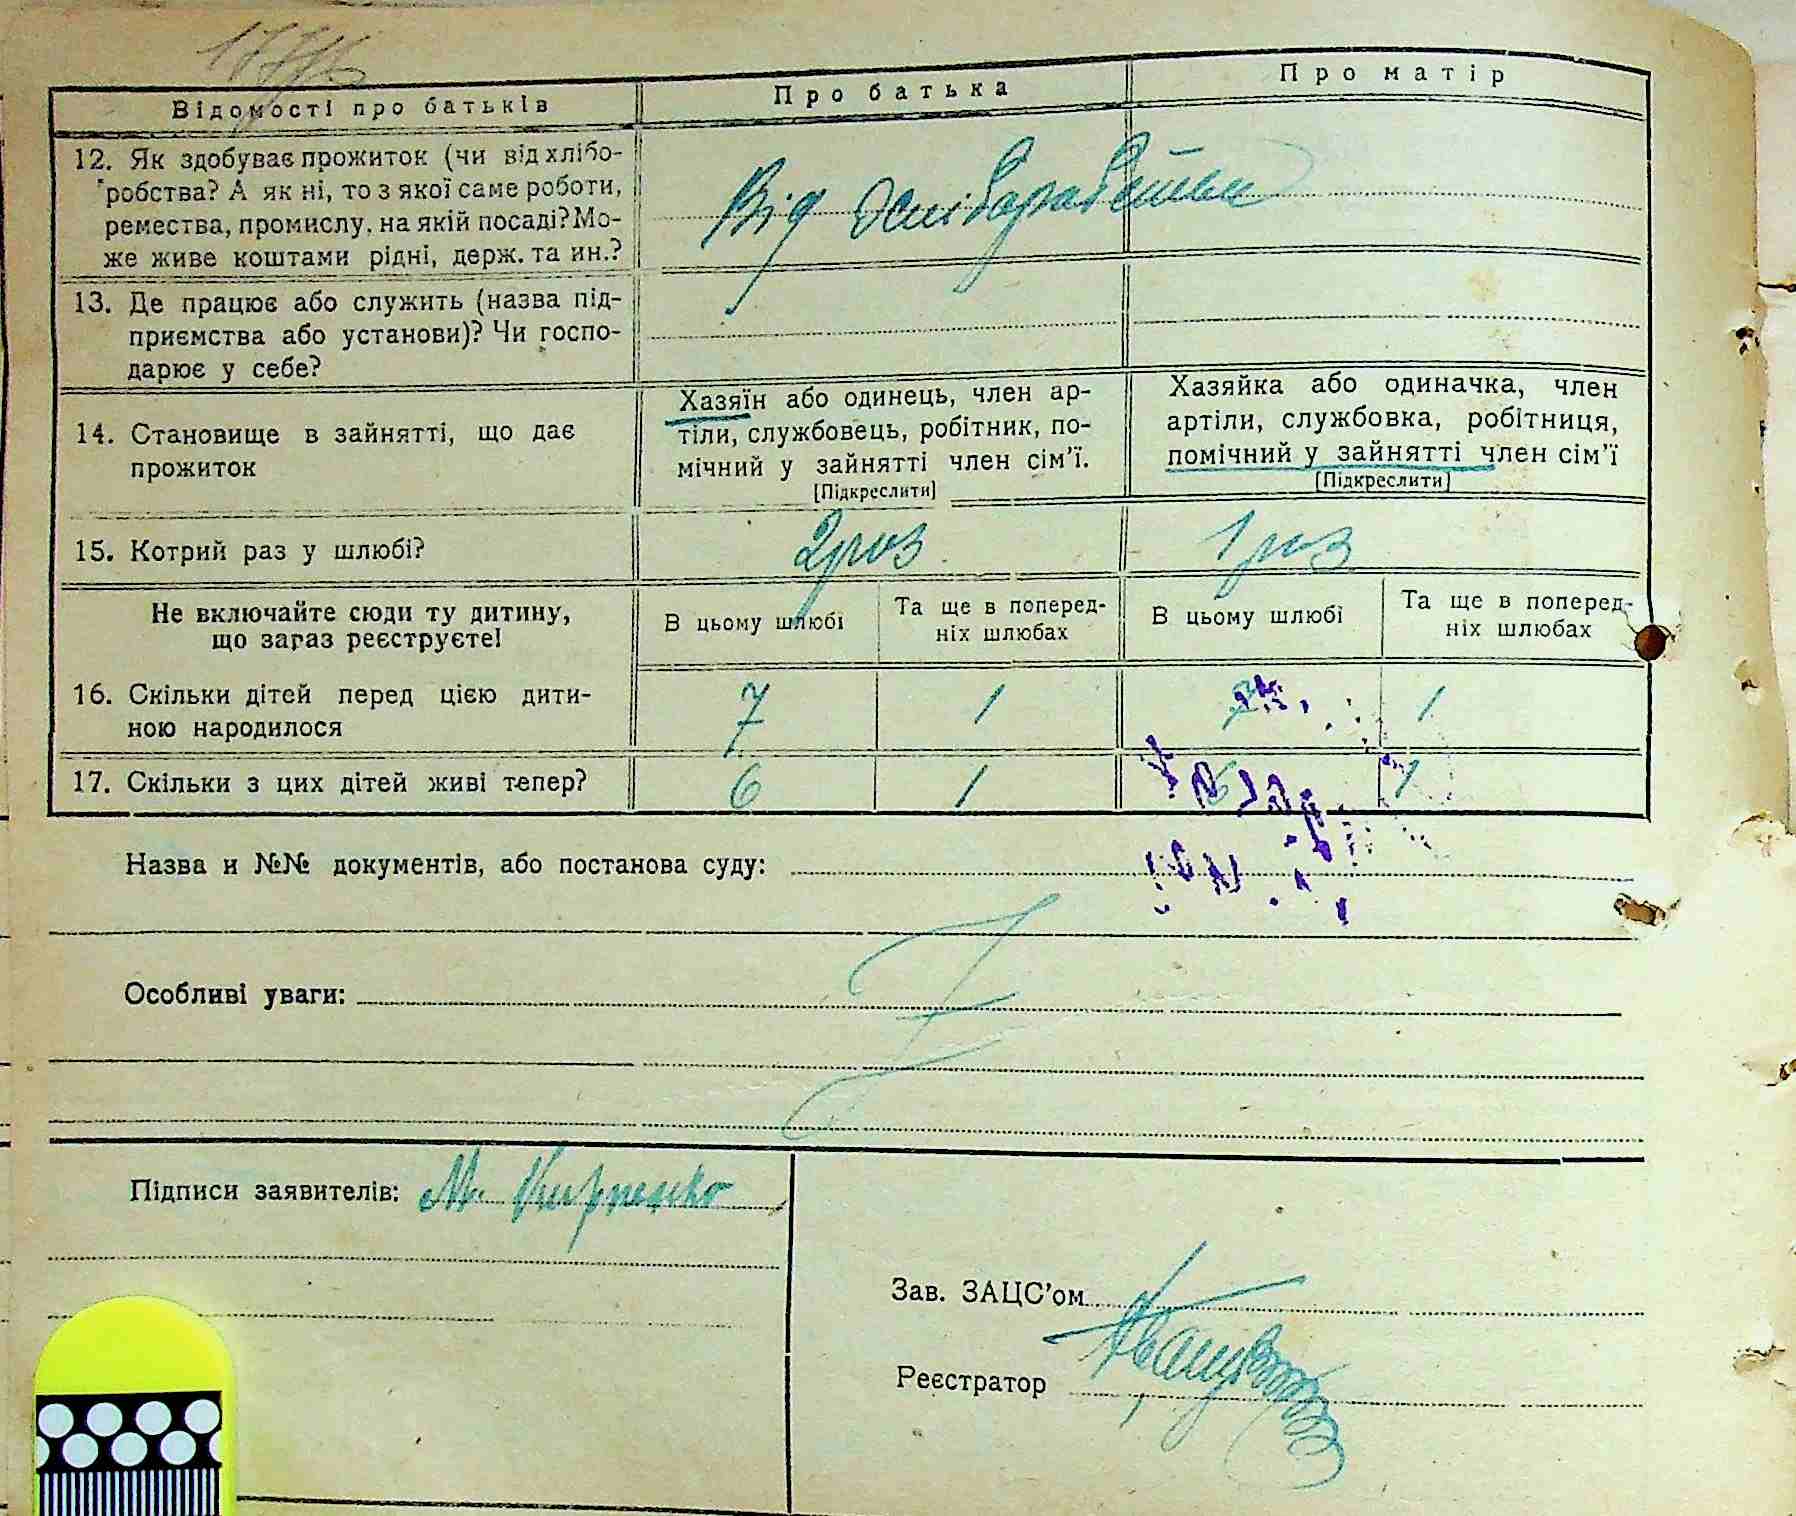 Відомості про батьків
Про батька
Про матір
12. Як здобуває прожиток (чи від хлібо-
робства? А як ні, то з якої саме роботи,
ремества, промислу, на якій посаді? Мо-
же живе коштами рідні, держ. та ин.?
Від
13. Де працює або служить (назва під-
приємства або установи)? Чи госпо-
дарює у себе?
14. Становище в зайнятті, що дає
прожиток
Хазяїн або одинець, член ар-
тіли, службовець, робітник, по-
мічний у зайнятті член сім'ї.
[Підкреслити]
Хазяйка або одиначка, член
артіли, службовка, робітниця,
помічний у зайнятті член сім'ї
[Підкреслити]
15. Котрий раз у шлюбі?
2 раз
1 раз
Не включайте сюди ту дитину,
що зараз реєструєте!
В цьому шлюбі
Та ще в поперед-
ніх шлюбах
В цьому шлюбі
Та ще в поперед-
ніх шлюбах
16. Скільки дітей перед цією дити-
ною народилося
7
1
1
17. Скільки з цих дітей живі тепер?
6
1
1
Назва и №№ документів, або постанова суду:
Особливі уваги:
Підписи заявителів: М. Кирпенко
Зав. ЗАЦС'ом
Реєстратор